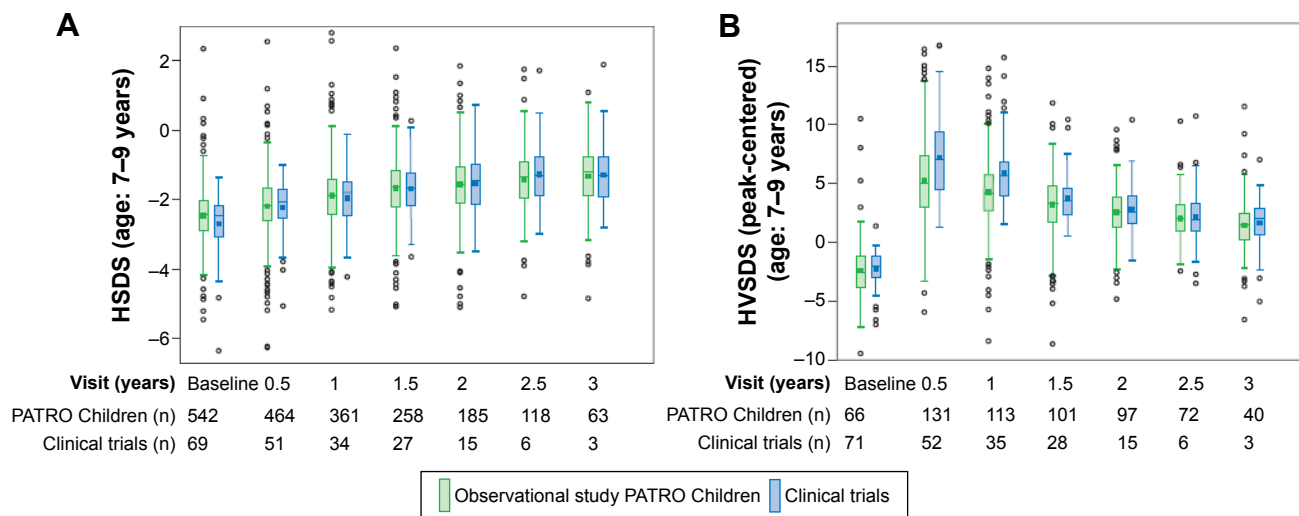 A
HSDS (age: 7–9 years)
2
0
−2
−4
−6
Visit (years) Baseline 0.5 1 1.5 2 2.5 3
PATRO Children (n) 542 464 361 258 185 118 63
Clinical trials (n) 69 51 34 27 15 6 3
B
HVSDS (peak-centered)
(age: 7–9 years)
15
10
5
0
−5
−10
Visit (years) Baseline 0.5 1 1.5 2 2.5 3
PATRO Children (n) 66 131 113 101 97 72 40
Clinical trials (n) 71 52 35 28 15 6 3
Observational study PATRO Children Clinical trials